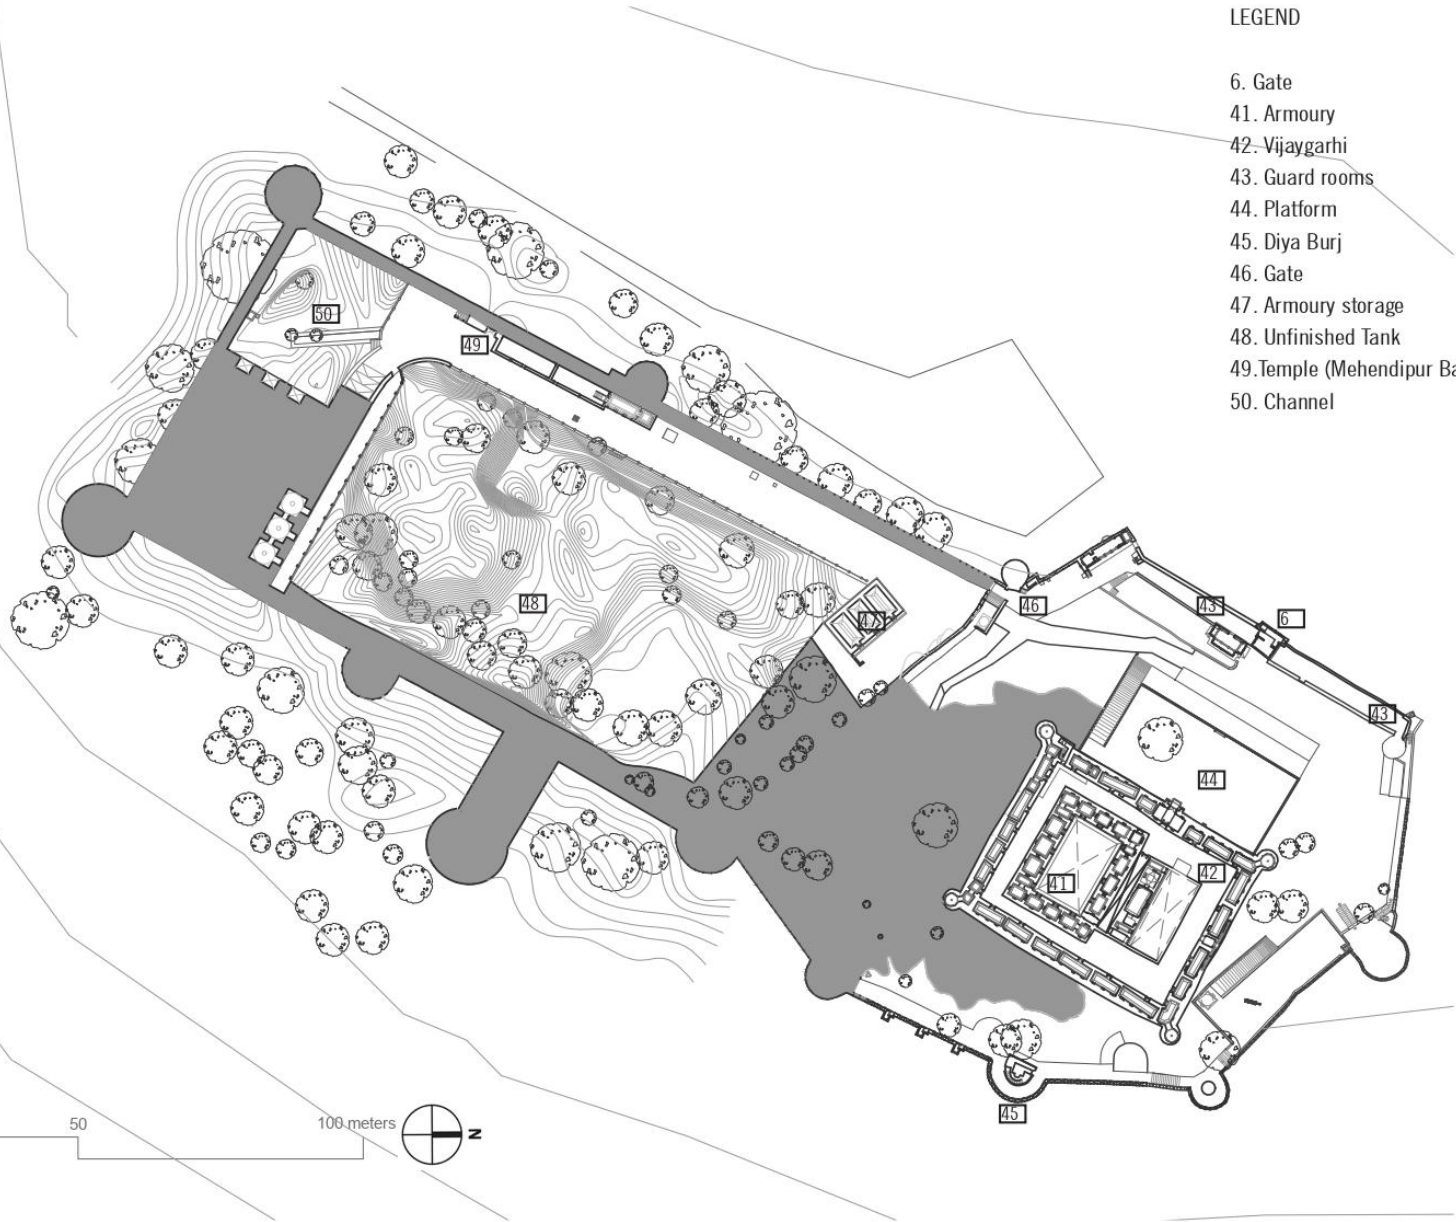 LEGEND
6. Gate
41. Armoury
42. Vijaygarhi
43. Guard rooms
44. Platform
45. Diya Burj
46. Gate
47. Armoury storage
48. Unfinished Tank
49.Temple (Mehendipur
50. Channel
50
49
48
47
46
43
6
43
44
42
41
45
50
100 meters
N